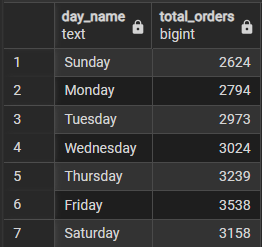 day_name total_orders
text bigint
1 Sunday 2624
2 Monday 2794
3 Tuesday 2973
4 Wednesday 3024
5 Thursday 3239
6 Friday 3538
7 Saturday 3158